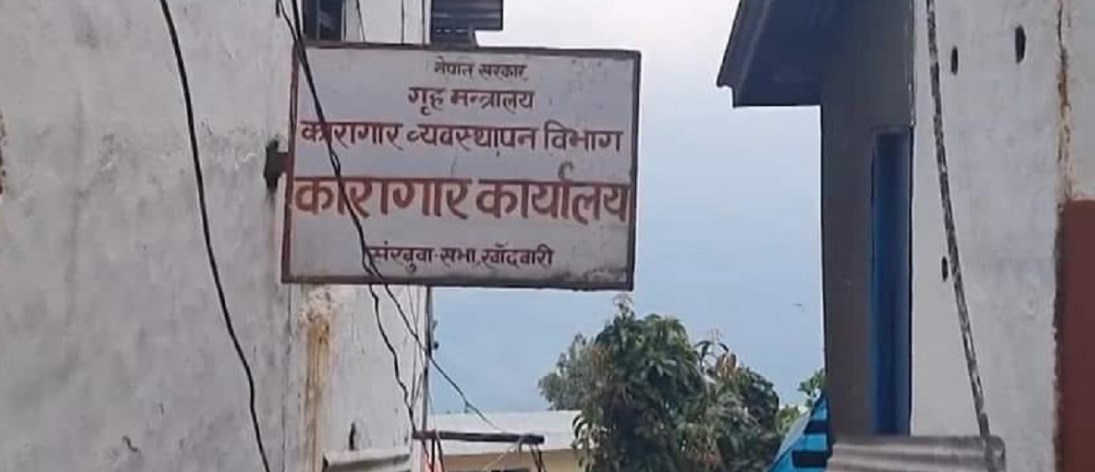 नेपाल सरकार
गृह मन्त्रालय
कारागार व्यवस्थापन विभाग
कारागार कार्यालय
संखुवा-सभा, खाँदबारी